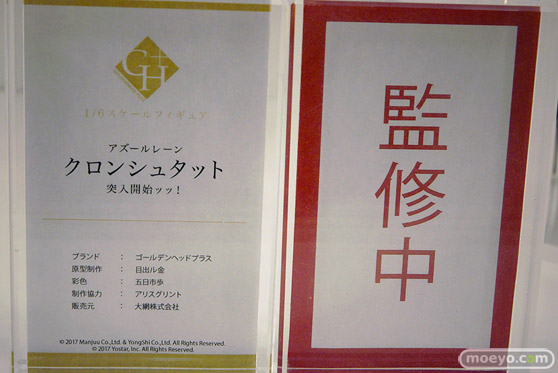 G+H
1/6スケールフィギュア
アズールレーン
クロンシュタット
突入開始ッッ!
ブランド : ゴールデンヘッドプラス
原型制作 : 目出ル金
彩色 : 五日市歩
制作協力 : アリスグリント
販売元 : 大網株式会社
© 2017 Manjuu Co.,Ltd. & YongShi Co.,Ltd. All Rights Reserved.
© 2017 Yostar, Inc. All Rights Reserved.
監修中
moeyo.com